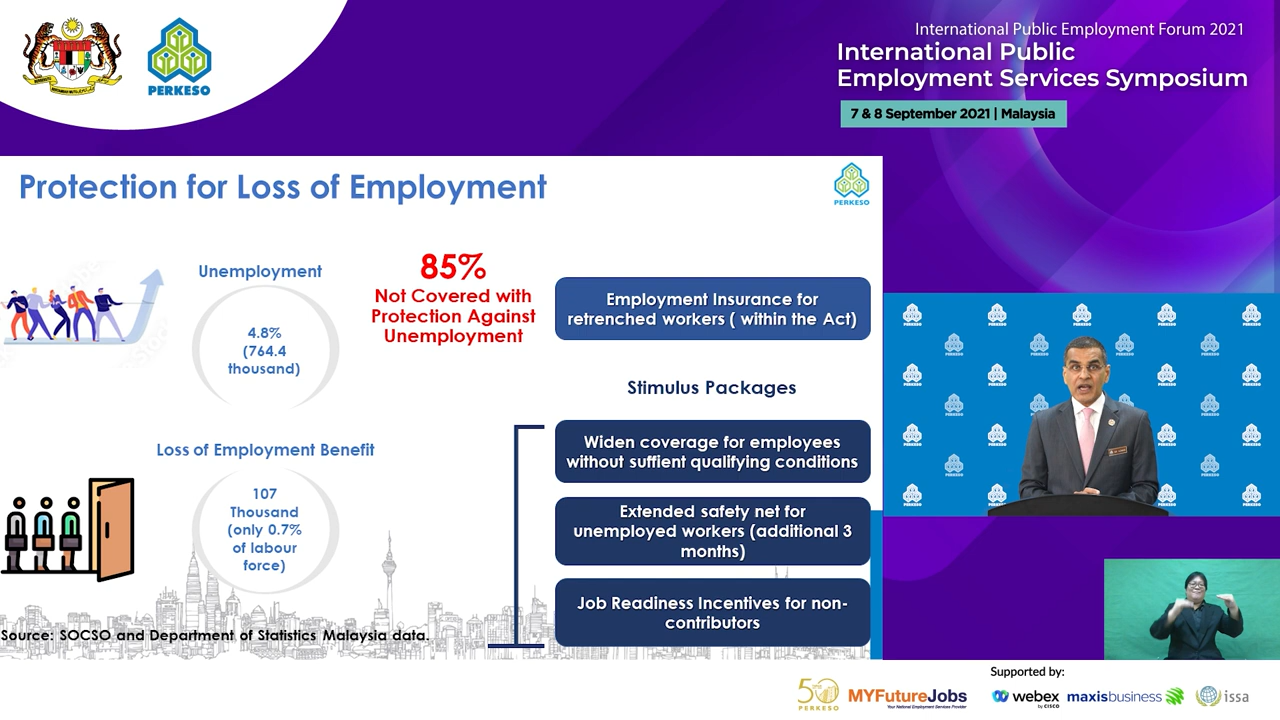 PERKESO
International Public Employment Forum 2021
International Public
Employment Services Symposium
7 & 8 September 2021 | Malaysia
Protection for Loss of Employment
PERKESO
Unemployment
4.8%
(764.4
thousand)
85%
Not Covered with
Protection Against
Unemployment
Employment Insurance for
retrenched workers ( within the Act)
Stimulus Packages
Loss of Employment Benefit
107
Thousand
(only 0.7%
of labour
force)
Widen coverage for employees
without suffient qualifying conditions
Extended safety net for
unemployed workers (additional 3
months)
Job Readiness Incentives for non-
contributors
Source: SOCSO and Department of Statistics Malaysia data.
Supported by:
50
PERKESO
MYFutureJobs
Your National Employment Services Provider
webex
by CISCO
maxisbusiness
issa